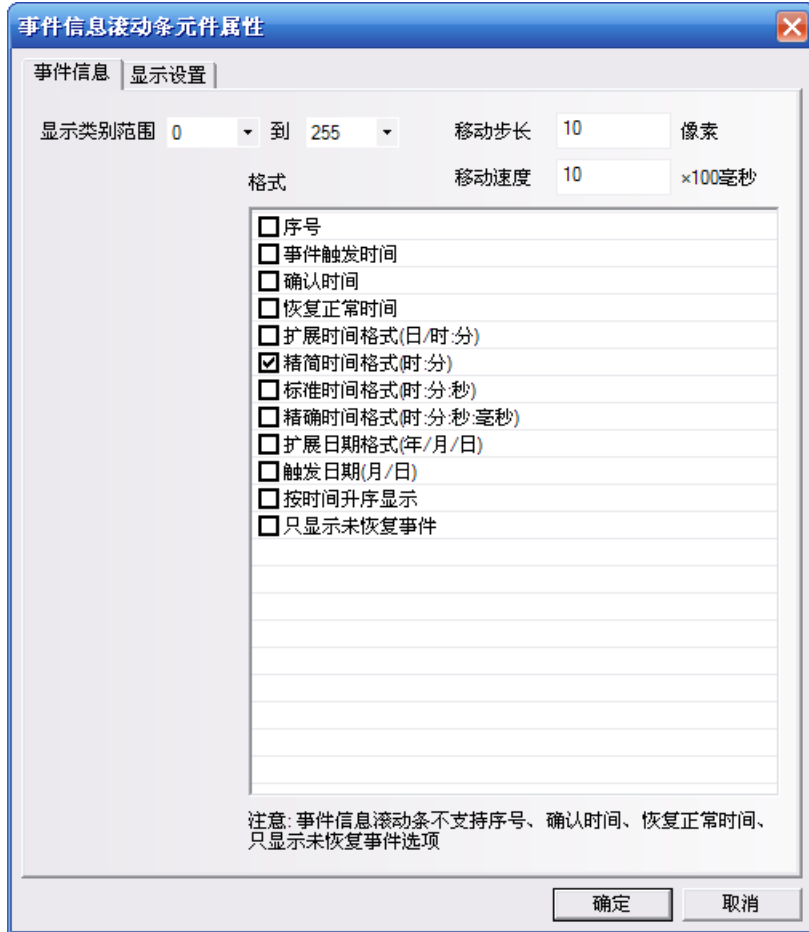 事件信息滚动条元件属性
事件信息 显示设置
显示类别范围 0 到 255 移动步长 10 像素
格式 移动速度 10 ×100毫秒
序号
事件触发时间
确认时间
恢复正常时间
扩展时间格式(日/时:分)
精简时间格式(时:分)
标准时间格式(时:分:秒)
精确时间格式(时:分:秒:毫秒)
扩展日期格式(年/月/日)
触发日期(月/日)
按时间升序显示
只显示未恢复事件
注意: 事件信息滚动条不支持序号、确认时间、恢复正常时间、
只显示未恢复事件选项
确定 取消